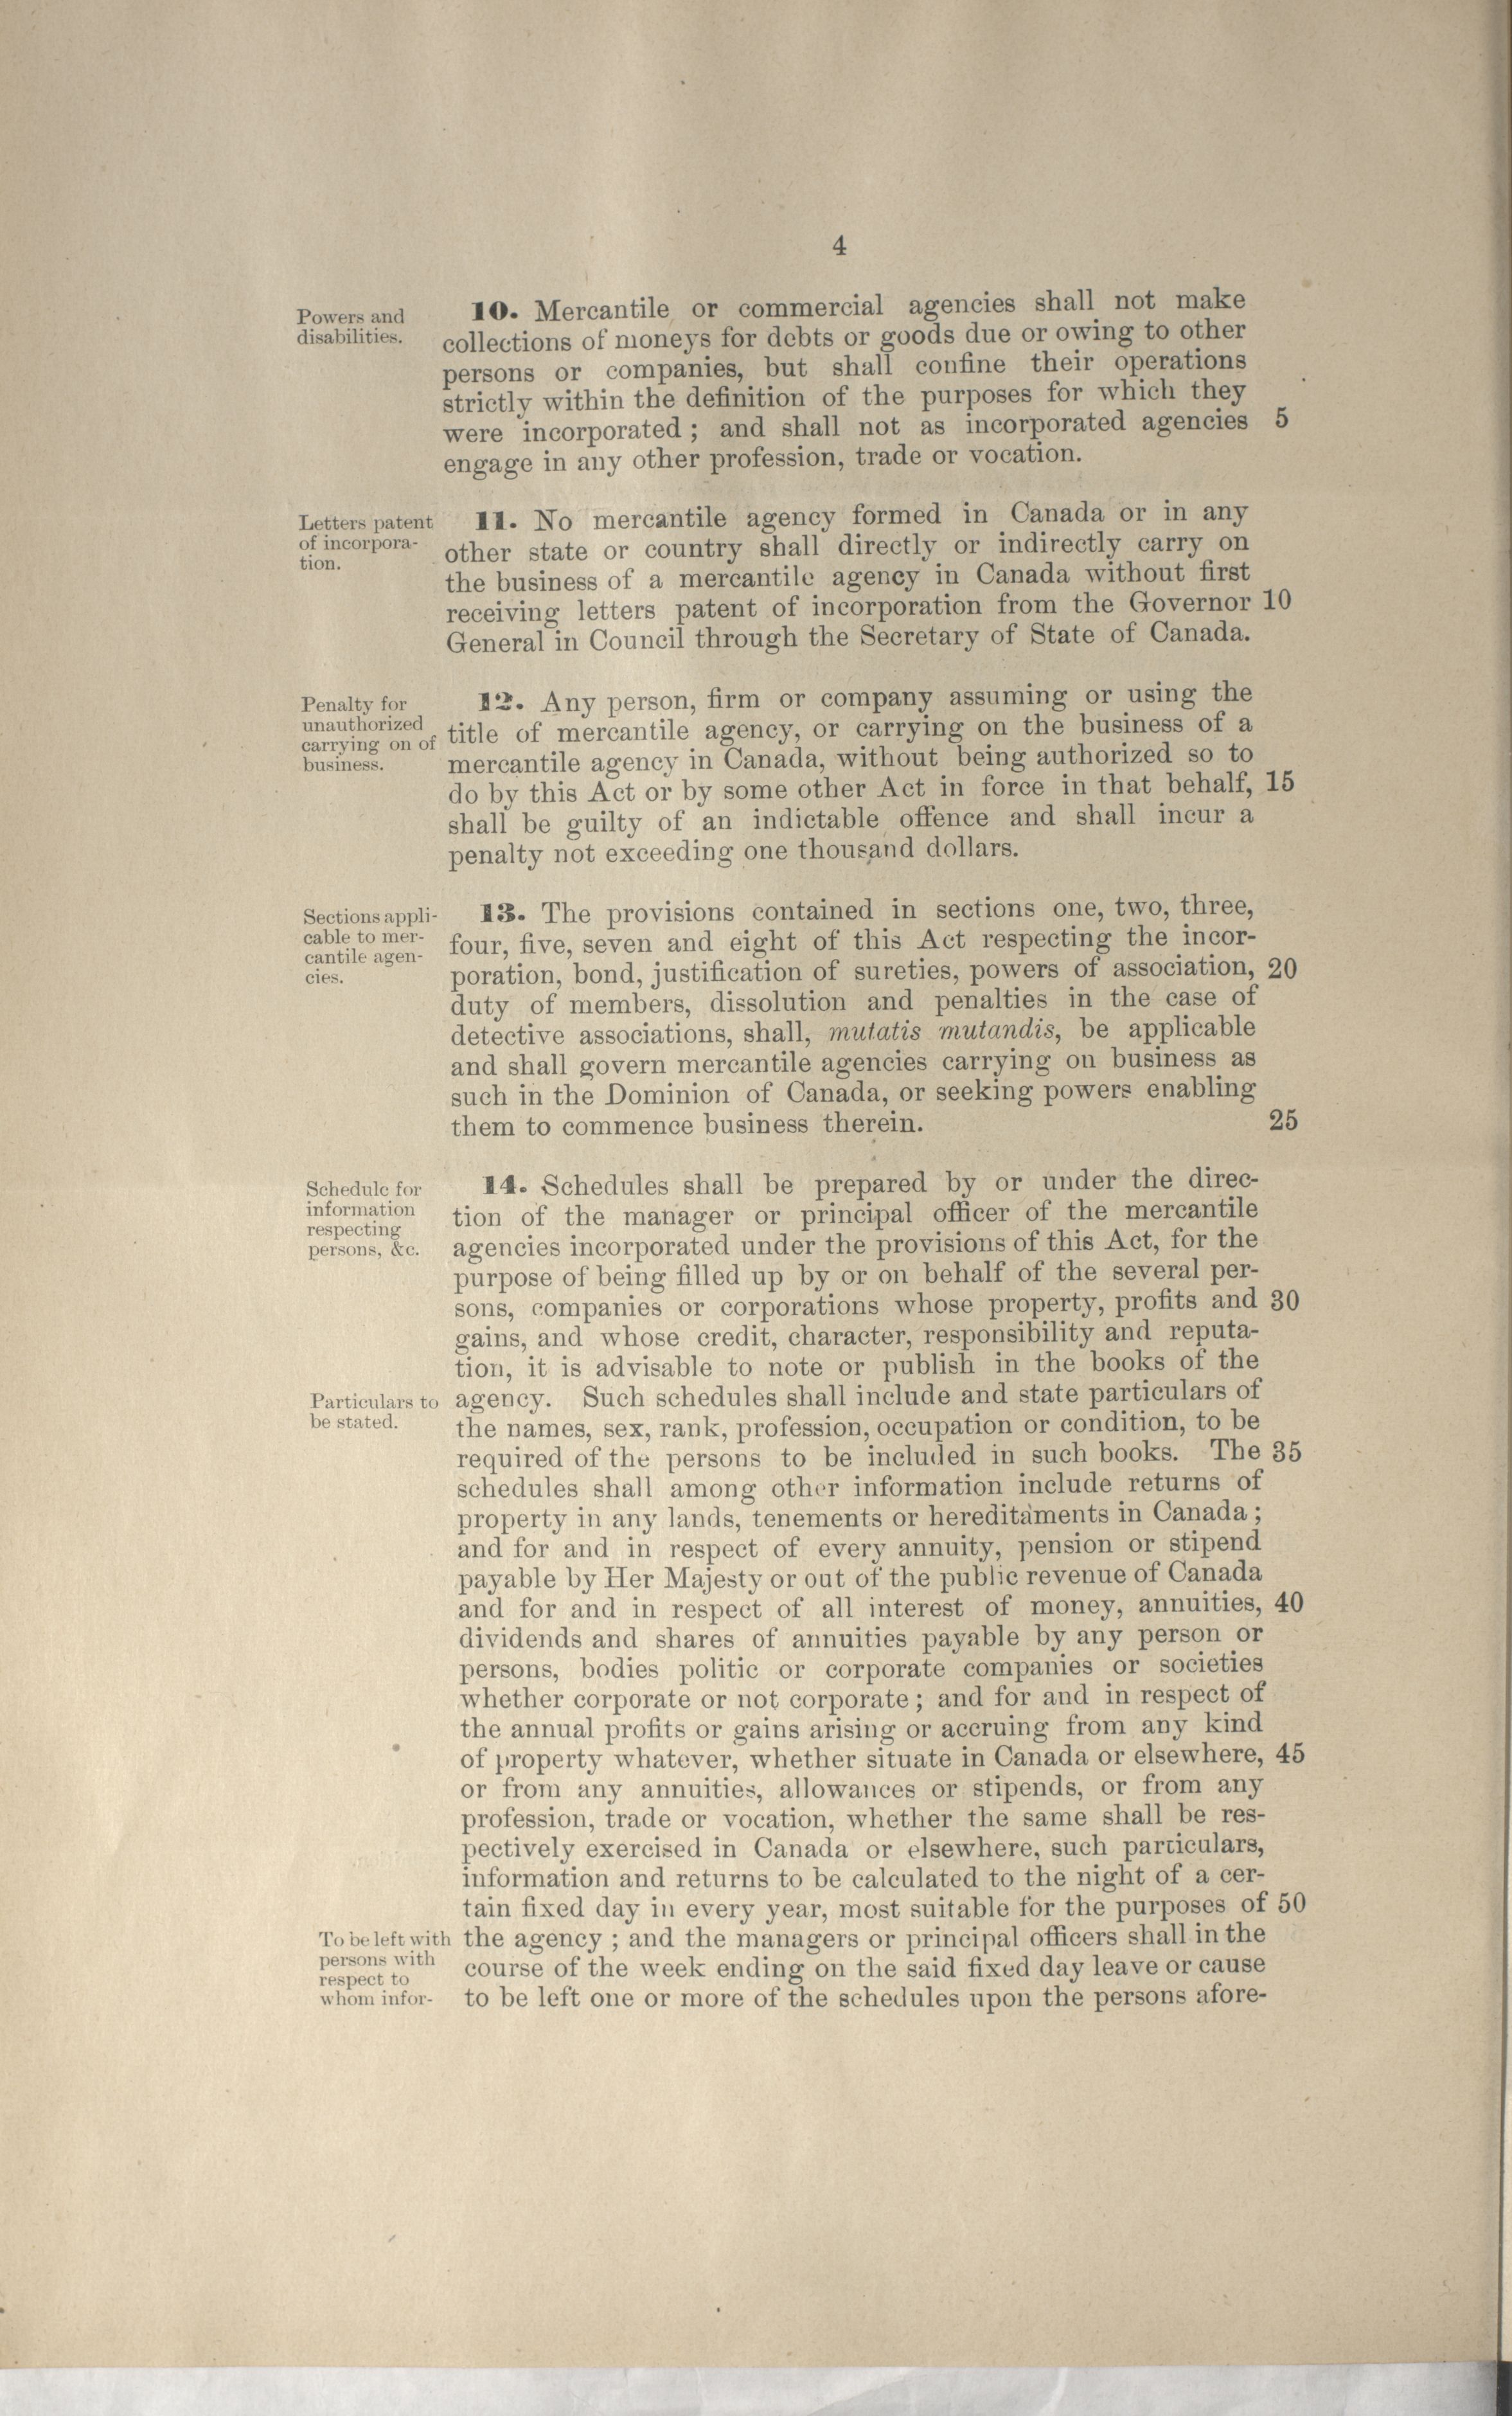 4
Powers and
disabilities.
10. Mercantile or commercial agencies shall not make
collections of moneys for debts or goods due or owing to other
persons or companies, but shall confine their operations
strictly within the definition of the purposes for which they
were incorporated ; and shall not as incorporated agencies 5
engage in any other profession, trade or vocation.
Letters patent
of incorpora-
tion.
11. No mercantile agency formed in Canada or in any
other state or country shall directly or indirectly carry on
the business of a mercantile agency in Canada without first
receiving letters patent of incorporation from the Governor 10
General in Council through the Secretary of State of Canada.
Penalty for
unauthorized
carrying on of
business.
12. Any person, firm or company assuming or using the
title of mercantile agency, or carrying on the business of a
mercantile agency in Canada, without being authorized so to
do by this Act or by some other Act in force in that behalf, 15
shall be guilty of an indictable offence and shall incur a
penalty not exceeding one thousand dollars.
Sections appli-
cable to mer-
cantile agen-
cies.
13. The provisions contained in sections one, two, three,
four, five, seven and eight of this Act respecting the incor-
poration, bond, justification of sureties, powers of association, 20
duty of members, dissolution and penalties in the case of
detective associations, shall, mutatis mutandis, be applicable
and shall govern mercantile agencies carrying on business as
such in the Dominion of Canada, or seeking powers enabling
them to commence business therein. 25
Schedule for
information
respecting
persons, &c.
14. Schedules shall be prepared by or under the direc-
tion of the manager or principal officer of the mercantile
agencies incorporated under the provisions of this Act, for the
purpose of being filled up by or on behalf of the several per-
sons, companies or corporations whose property, profits and 30
gains, and whose credit, character, responsibility and reputa-
tion, it is advisable to note or publish in the books of the
Particulars to
be stated.
agency. Such schedules shall include and state particulars of
the names, sex, rank, profession, occupation or condition, to be
required of the persons to be included in such books. The 35
schedules shall among other information include returns of
property in any lands, tenements or hereditaments in Canada ;
and for and in respect of every annuity, pension or stipend
payable by Her Majesty or out of the public revenue of Canada
and for and in respect of all interest of money, annuities, 40
dividends and shares of annuities payable by any person or
persons, bodies politic or corporate companies or societies
whether corporate or not corporate ; and for and in respect of
the annual profits or gains arising or accruing from any kind
of property whatever, whether situate in Canada or elsewhere, 45
or from any annuities, allowances or stipends, or from any
profession, trade or vocation, whether the same shall be res-
pectively exercised in Canada or elsewhere, such particulars,
information and returns to be calculated to the night of a cer-
tain fixed day in every year, most suitable for the purposes of 50
To be left with
persons with
respect to
whom infor-
the agency ; and the managers or principal officers shall in the
course of the week ending on the said fixed day leave or cause
to be left one or more of the schedules upon the persons afore-